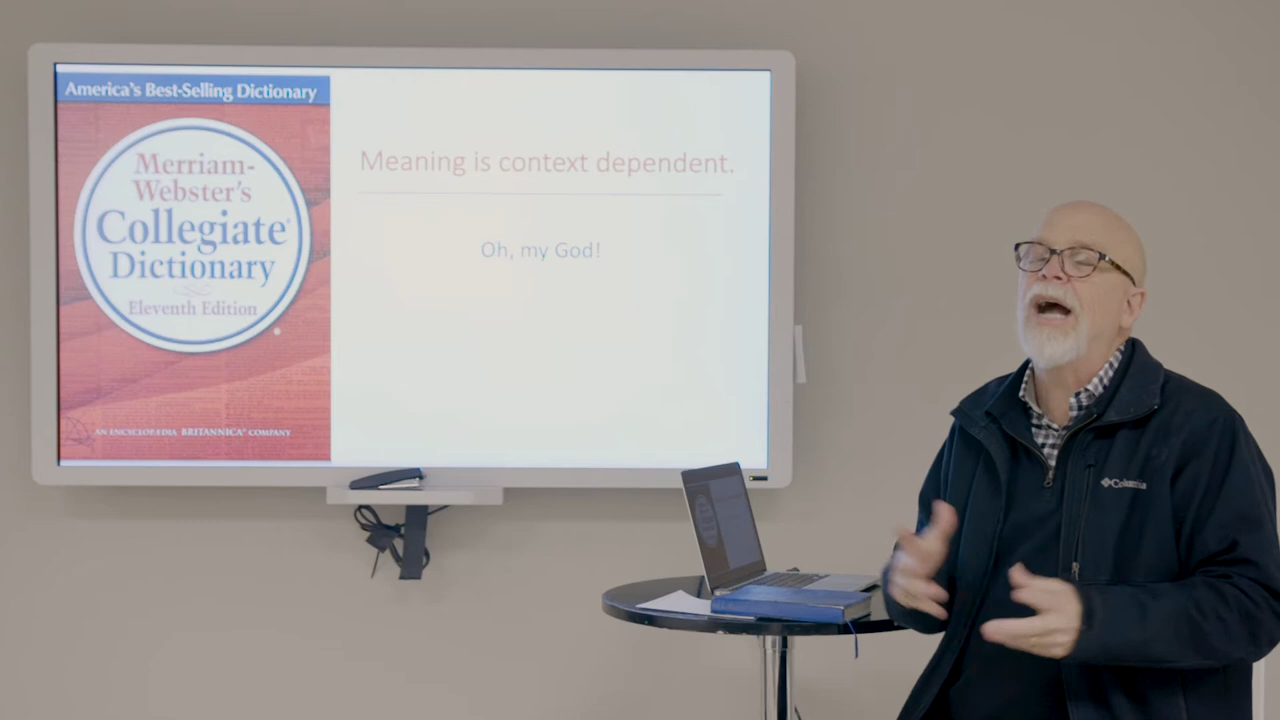 America's Best-Selling Dictionary
Merriam-
Webster's
Collegiate®
Dictionary
Eleventh Edition
AN ENCYCLOPÆDIA BRITANNICA® COMPANY
Meaning is context dependent.
Oh, my God!
Columbia